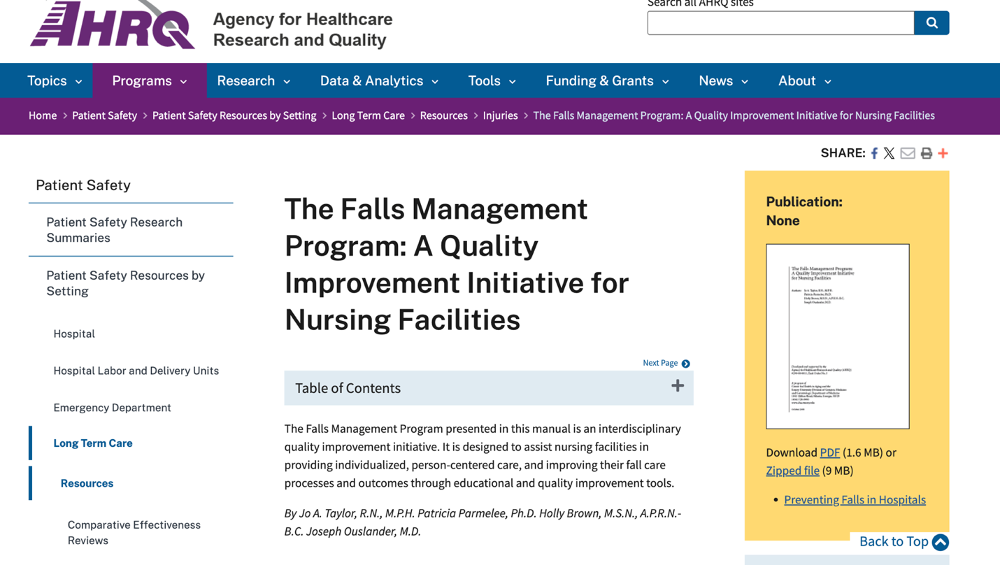 AHRQ
Agency for Healthcare
Research and Quality
Search all AHRQ sites
Topics
Programs
Research
Data & Analytics
Tools
Funding & Grants
News
About
Home > Patient Safety > Patient Safety Resources by Setting > Long Term Care > Resources > Injuries > The Falls Management Program: A Quality Improvement Initiative for Nursing Facilities
SHARE:
Patient Safety
Patient Safety Research
Summaries
Patient Safety Resources by
Setting
Hospital
Hospital Labor and Delivery Units
Emergency Department
Long Term Care
Resources
Comparative Effectiveness
Reviews
The Falls Management
Program: A Quality
Improvement Initiative for
Nursing Facilities
Next Page
Table of Contents
The Falls Management Program presented in this manual is an interdisciplinary
quality improvement initiative. It is designed to assist nursing facilities in
providing individualized, person-centered care, and improving their fall care
processes and outcomes through educational and quality improvement tools.
By Jo A. Taylor, R.N., M.P.H. Patricia Parmelee, Ph.D. Holly Brown, M.S.N., A.P.R.N.-
B.C. Joseph Ouslander, M.D.
Publication:
None
The Falls Management Program:
A Quality Improvement Initiative
for Nursing Facilities
Download PDF (1.6 MB) or
Zipped file (9 MB)
• Preventing Falls in Hospitals
Back to Top